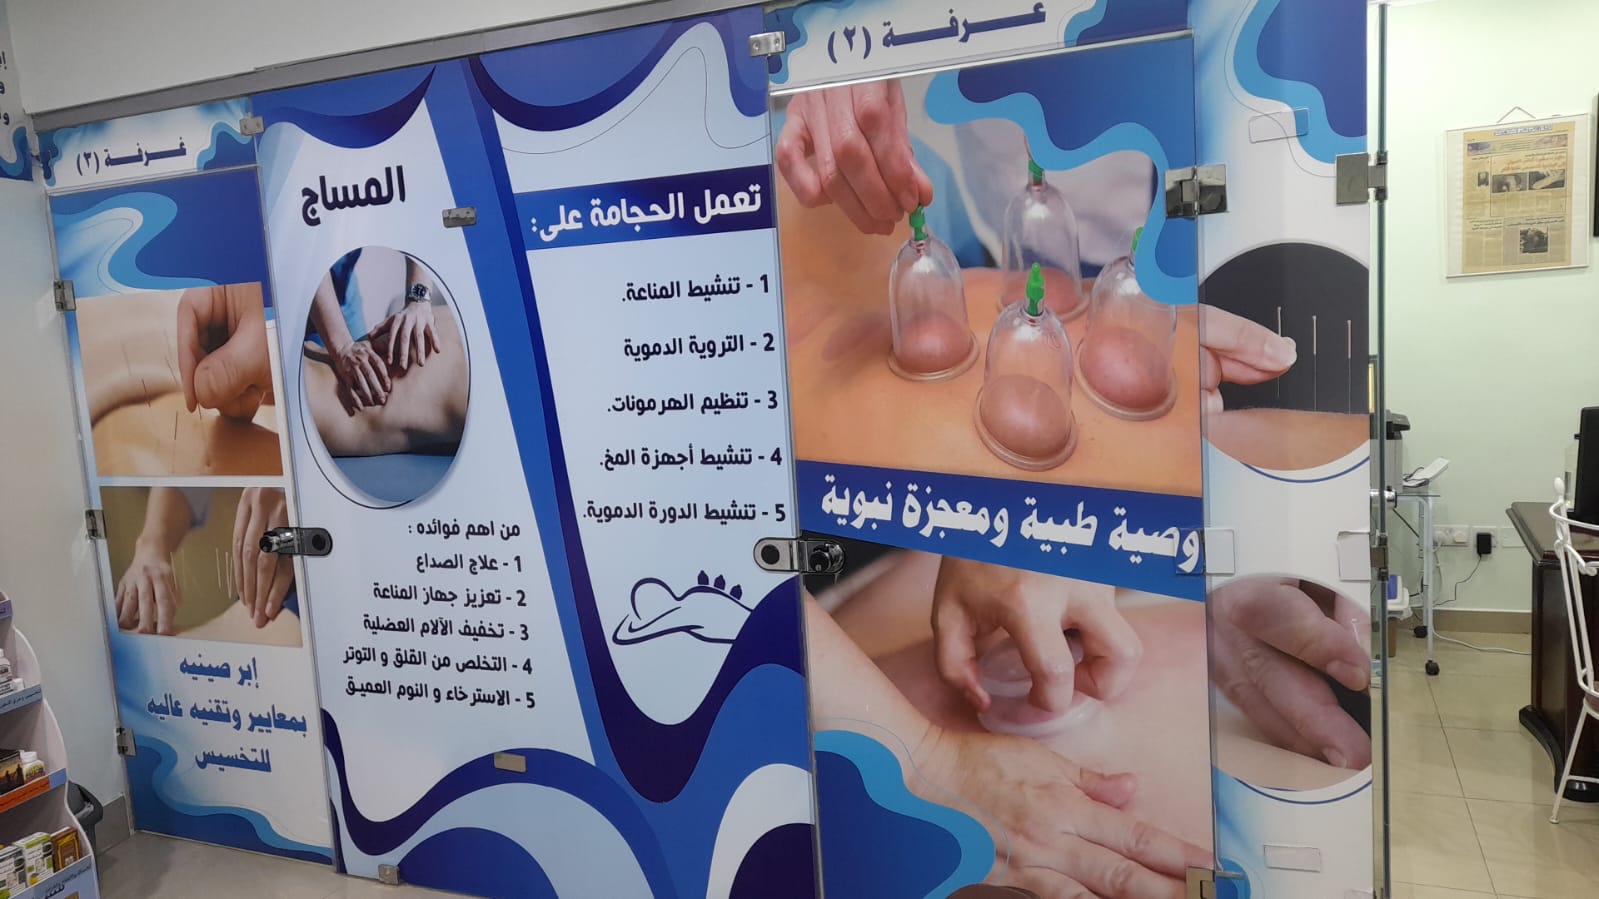 غرفة (٢)
غرفة (٣)
المساج
تعمل الحجامة على:
1 - تنشيط المناعة.
2 - التروية الدموية
3 - تنظيم الهرمونات.
4 - تنشيط أجهزة المخ.
5 - تنشيط الدورة الدموية.
وصية طبية ومعجزة نبوية
من اهم فوائده :
1 - علاج الصداع
2 - تعزيز جهاز المناعة
3 - تخفيف الآلام العضلية
4 - التخلص من القلق و التوتر
5 - الاسترخاء و النوم العميق
إبر صينيه
بمعايير وتقنيه عاليه
للتخسيس